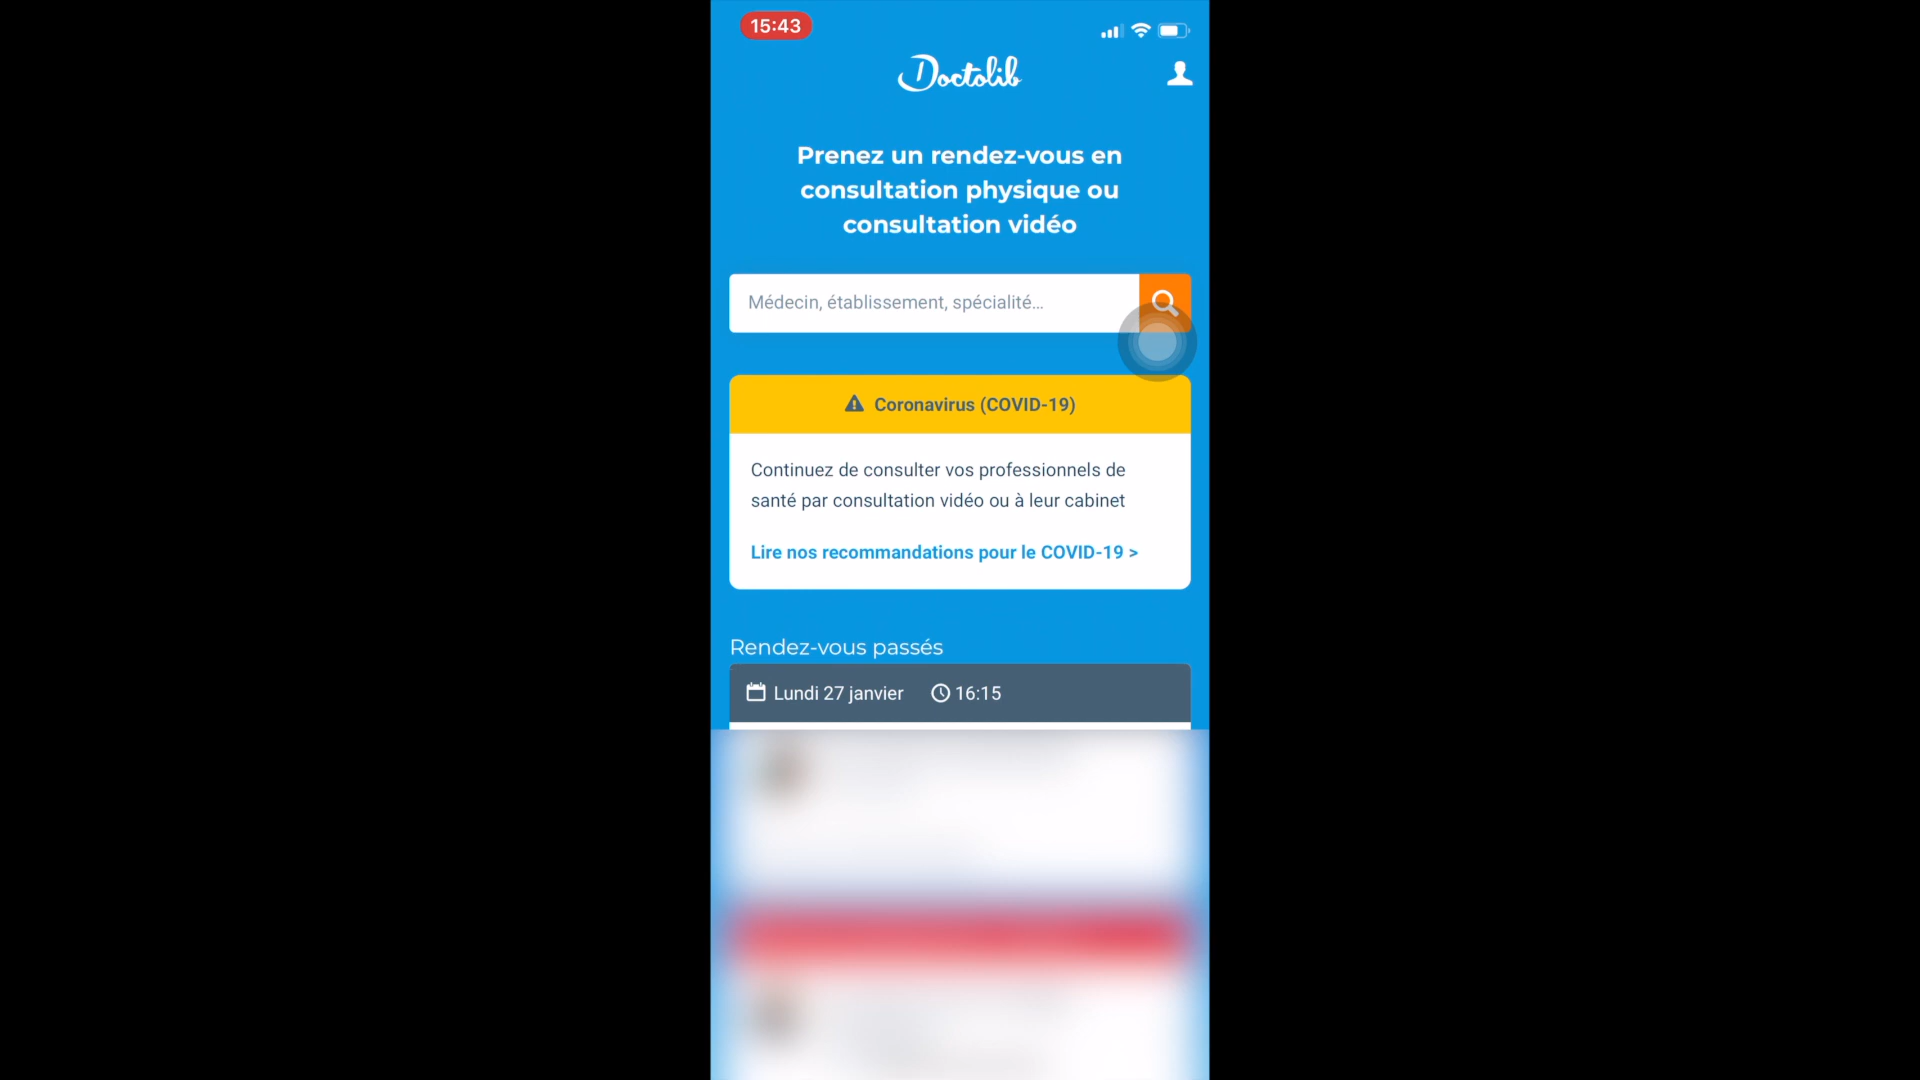 15:43
Doctolib
Prenez un rendez-vous en
consultation physique ou
consultation vidéo
Médecin, établissement, spécialité...
Coronavirus (COVID-19)
Continuez de consulter vos professionnels de
santé par consultation vidéo ou à leur cabinet
Lire nos recommandations pour le COVID-19 >
Rendez-vous passés
Lundi 27 janvier 16:15